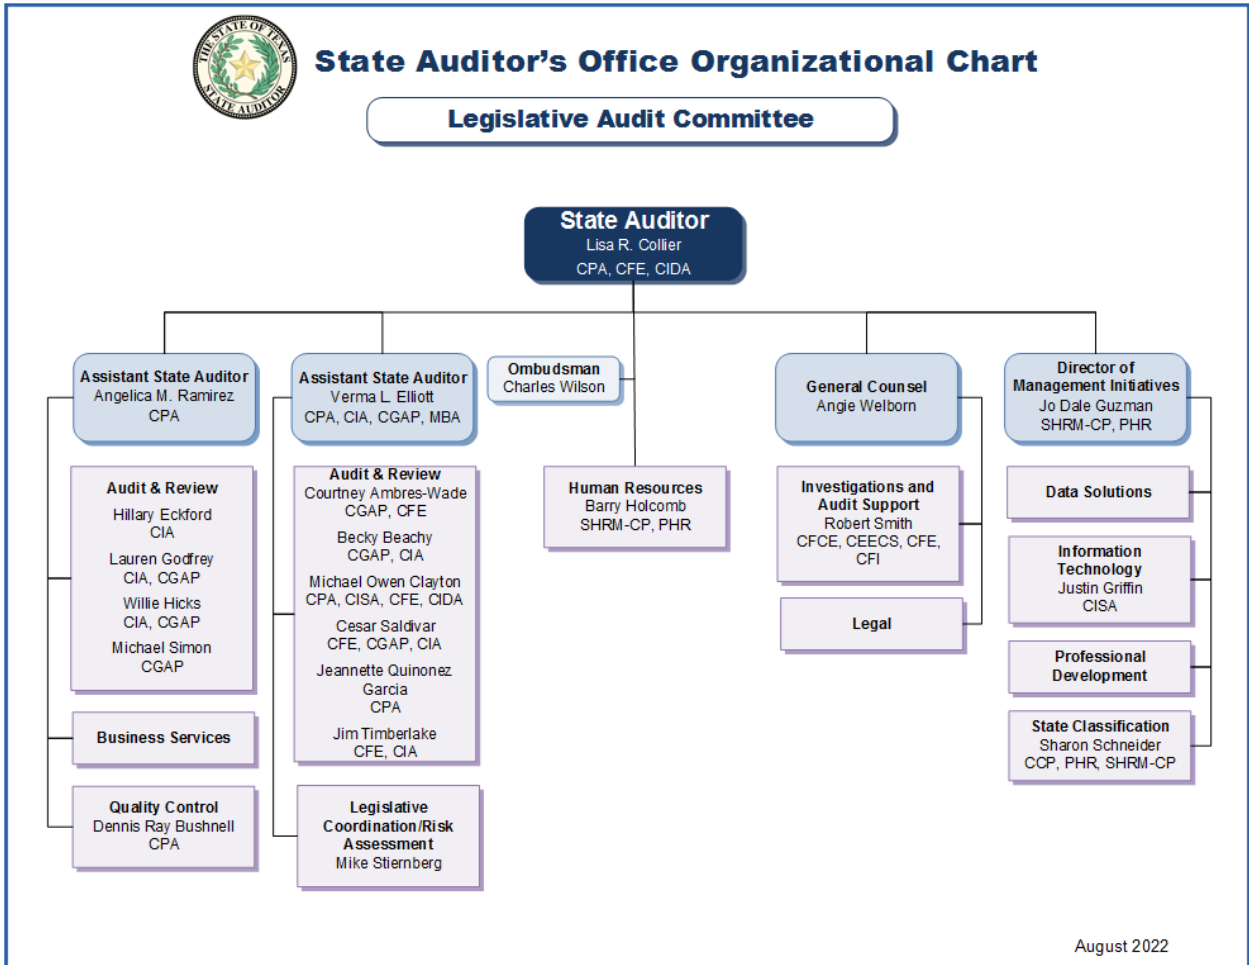 THE STATE OF TEXAS
STATE AUDITOR
State Auditor's Office Organizational Chart
Legislative Audit Committee
State Auditor
Lisa R. Collier
CPA, CFE, CIDA
Assistant State Auditor
Angelica M. Ramirez
CPA
Audit & Review
Hillary Eckford
CIA
Lauren Godfrey
CIA, CGAP
Willie Hicks
CIA, CGAP
Michael Simon
CGAP
Business Services
Quality Control
Dennis Ray Bushnell
CPA
Assistant State Auditor
Verma L. Elliott
CPA, CIA, CGAP, MBA
Audit & Review
Courtney Ambres-Wade
CGAP, CFE
Becky Beachy
CGAP, CIA
Michael Owen Clayton
CPA, CISA, CFE, CIDA
Cesar Saldivar
CFE, CGAP, CIA
Jeannette Quinonez
Garcia
CPA
Jim Timberlake
CFE, CIA
Legislative
Coordination/Risk
Assessment
Mike Stiernberg
Ombudsman
Charles Wilson
Human Resources
Barry Holcomb
SHRM-CP, PHR
General Counsel
Angie Welborn
Investigations and
Audit Support
Robert Smith
CFCE, CEECS, CFE,
CFI
Legal
Director of
Management Initiatives
Jo Dale Guzman
SHRM-CP, PHR
Data Solutions
Information
Technology
Justin Griffin
CISA
Professional
Development
State Classification
Sharon Schneider
CCP, PHR, SHRM-CP
August 2022